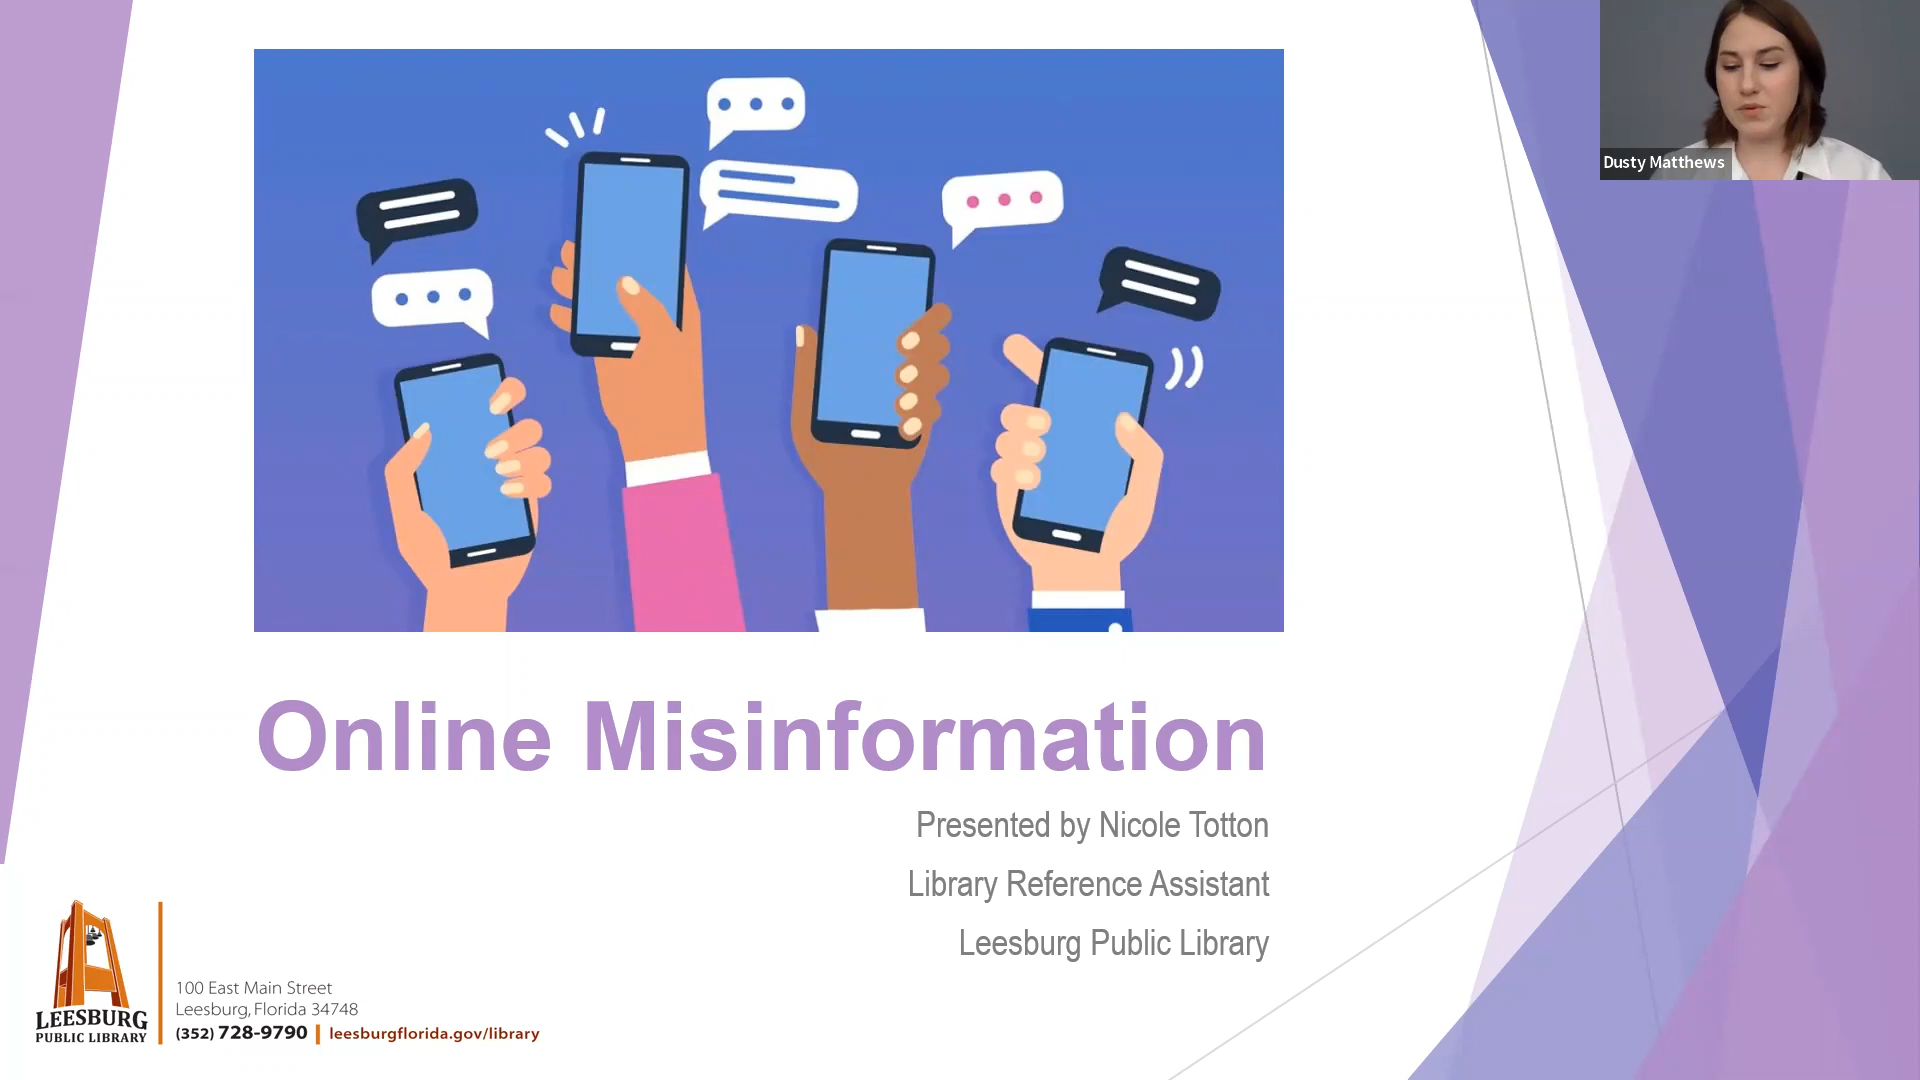 Dusty Matthews
Online Misinformation
Presented by Nicole Totton
Library Reference Assistant
Leesburg Public Library
LEESBURG
PUBLIC LIBRARY
100 East Main Street
Leesburg, Florida 34748
(352) 728-9790 | leesburgflorida.gov/library